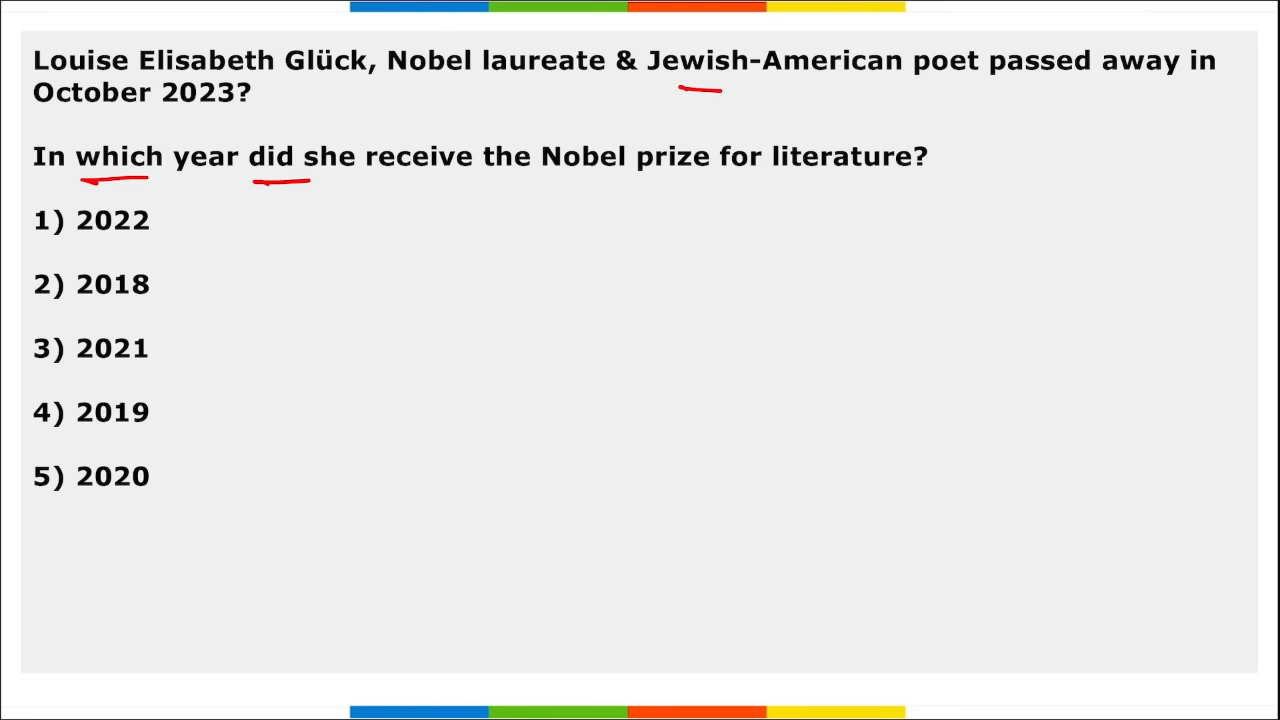 Louise Elisabeth Glück, Nobel laureate & Jewish-American poet passed away in
October 2023?
In which year did she receive the Nobel prize for literature?
1) 2022
2) 2018
3) 2021
4) 2019
5) 2020